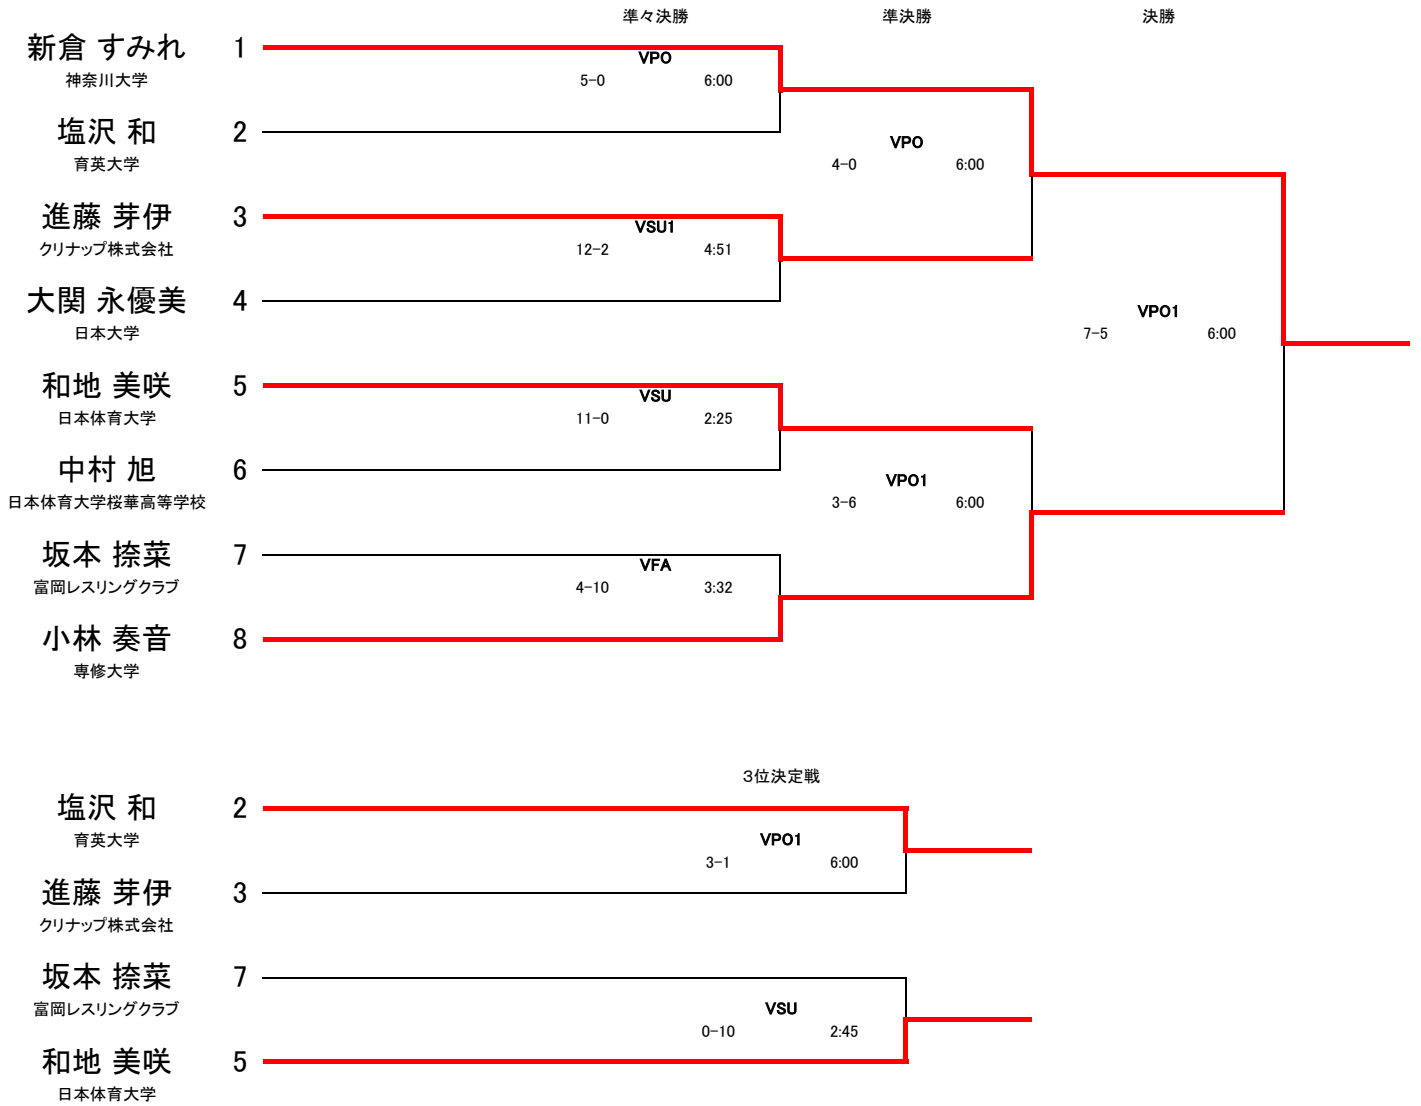 準々決勝 準決勝 決勝
新倉 すみれ 1
神奈川大学
VPO
5-0 6:00
塩沢 和 2
育英大学
VPO
4-0 6:00
進藤 芽伊 3
クリナップ株式会社
VSU1
12-2 4:51
大関 永優美 4
日本大学
VPO1
7-5 6:00
和地 美咲 5
日本体育大学
VSU
11-0 2:25
中村 旭 6
日本体育大学桜華高等学校
VPO1
3-6 6:00
坂本 捺菜 7
富岡レスリングクラブ
VFA
4-10 3:32
小林 奏音 8
専修大学
3位決定戦
塩沢 和 2
育英大学
VPO1
3-1 6:00
進藤 芽伊 3
クリナップ株式会社
坂本 捺菜 7
富岡レスリングクラブ
VSU
0-10 2:45
和地 美咲 5
日本体育大学